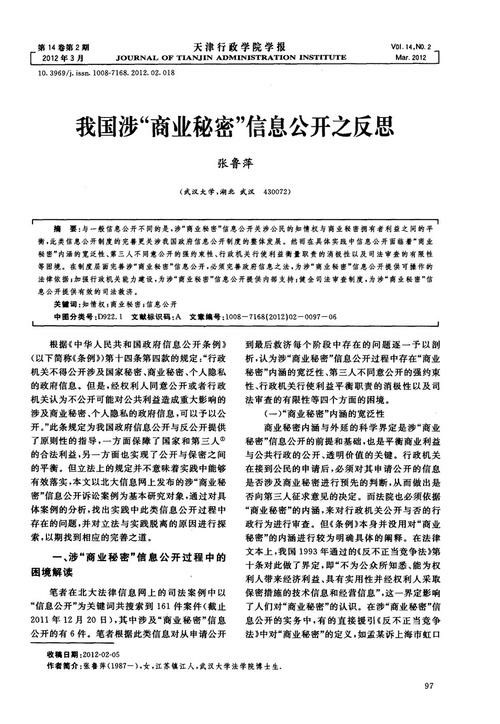 第14卷第2期
2012年3月
天津行政学院学报
JOURNAL OF TIANJIN ADMINISTRATION INSTITUTE
Vol.14,No.2
Mar.2012
10.3969/j.issn.1008-7168.2012.02.018
我国涉“商业秘密”信息公开之反思
张鲁萍
(武汉大学,湖北 武汉 430072)
摘 要:与一般信息公开不同的是,涉“商业秘密”信息公开关涉公民的知情权与商业秘密拥有者利益之间的平
衡,此类信息公开制度的完善更关涉我国政府信息公开制度的整体发展。然而在具体实践中信息公开面临着“商业
秘密”内涵的宽泛性、第三人不同意公开的强约束性、行政机关行使利益衡量职责的消极性以及司法审查的有限性
等困境。在制度层面完善涉“商业秘密”信息公开,必须完善政府信息之法,为涉“商业秘密”信息公开提供可操作的
法律依据;加强行政机关能力建设,为涉“商业秘密”信息公开提供内部支持;健全司法审查制度,为涉“商业秘密”信
息公开提供有效的司法救济。
关键词:知情权;商业秘密;信息公开
中图分类号:D922.1 文献标识码:A 文章编号:1008-7168(2012)02-0097-06
根据《中华人民共和国政府信息公开条例》
(以下简称《条例》)第十四条第四款的规定:“行政
机关不得公开涉及国家秘密、商业秘密、个人隐私
的政府信息。但是,经权利人同意公开或者行政
机关认为不公开可能对公共利益造成重大影响的
涉及商业秘密、个人隐私的政府信息,可以予以公
开。”此条规定为我国政府信息公开与反公开提供
了原则性的指导,一方面保障了国家和第三人①
的合法利益,另一方面也实现了公开与保密之间
的平衡。但立法上的规定并不意味着实践中能够
有效落实,本文以北大信息网上发布的涉“商业秘
密”信息公开诉讼案例为基本研究对象,通过对具
体案例的分析,找出实践中此类信息公开过程中
存在的问题,并对立法与实践脱离的原因进行探
索,以期找到相应的完善之道。
一、涉“商业秘密”信息公开过程中的
困境解读
笔者在北大法律信息网上的司法案例中以
“信息公开”为关键词共搜索到161件案件(截止
2011年12月20日),其中涉及“商业秘密”信息
公开的有6件。笔者根据此类信息对从申请公开
到最后救济每个阶段中存在的问题逐一予以剖
析,认为涉“商业秘密”信息公开过程中存在“商业
秘密”内涵的宽泛性、第三人不同意公开的强约束
性、行政机关行使利益平衡职责的消极性以及司
法审查的有限性等四个方面的困境。
(一)“商业秘密”内涵的宽泛性
商业秘密内涵与外延的科学界定是涉“商业
秘密”信息公开的前提和基础,也是平衡商业利益
与公共行政的公开、透明价值的关键。行政机关
在接到公民的申请后,必须对其申请公开的信息
是否涉及商业秘密进行预先的判断,从而做出是
否向第三人征求意见的决定。而法院也必须依据
“商业秘密”的内涵,来对行政机关公开与否的行
政行为进行审查。但《条例》本身并没用对“商业
秘密”的内涵进行较为明确具体的阐释。在法律
文本上,我国1993年通过的《反不正当竞争法》第
十条对此做了界定,即“不为公众所知悉、能为权
利人带来经济利益、具有实用性并经权利人采取
保密措施的技术信息和经营信息”,这一界定影响
了人们对“商业秘密”的认识。在涉“商业秘密”信
息公开的实务中,有的直接援引《反不正当竞争
法》中对“商业秘密”的定义,如孟某诉上海市虹口
收稿日期:2012-02-05
作者简介:张鲁萍(1987-),女,江苏镇江人,武汉大学法学院博士生.
97